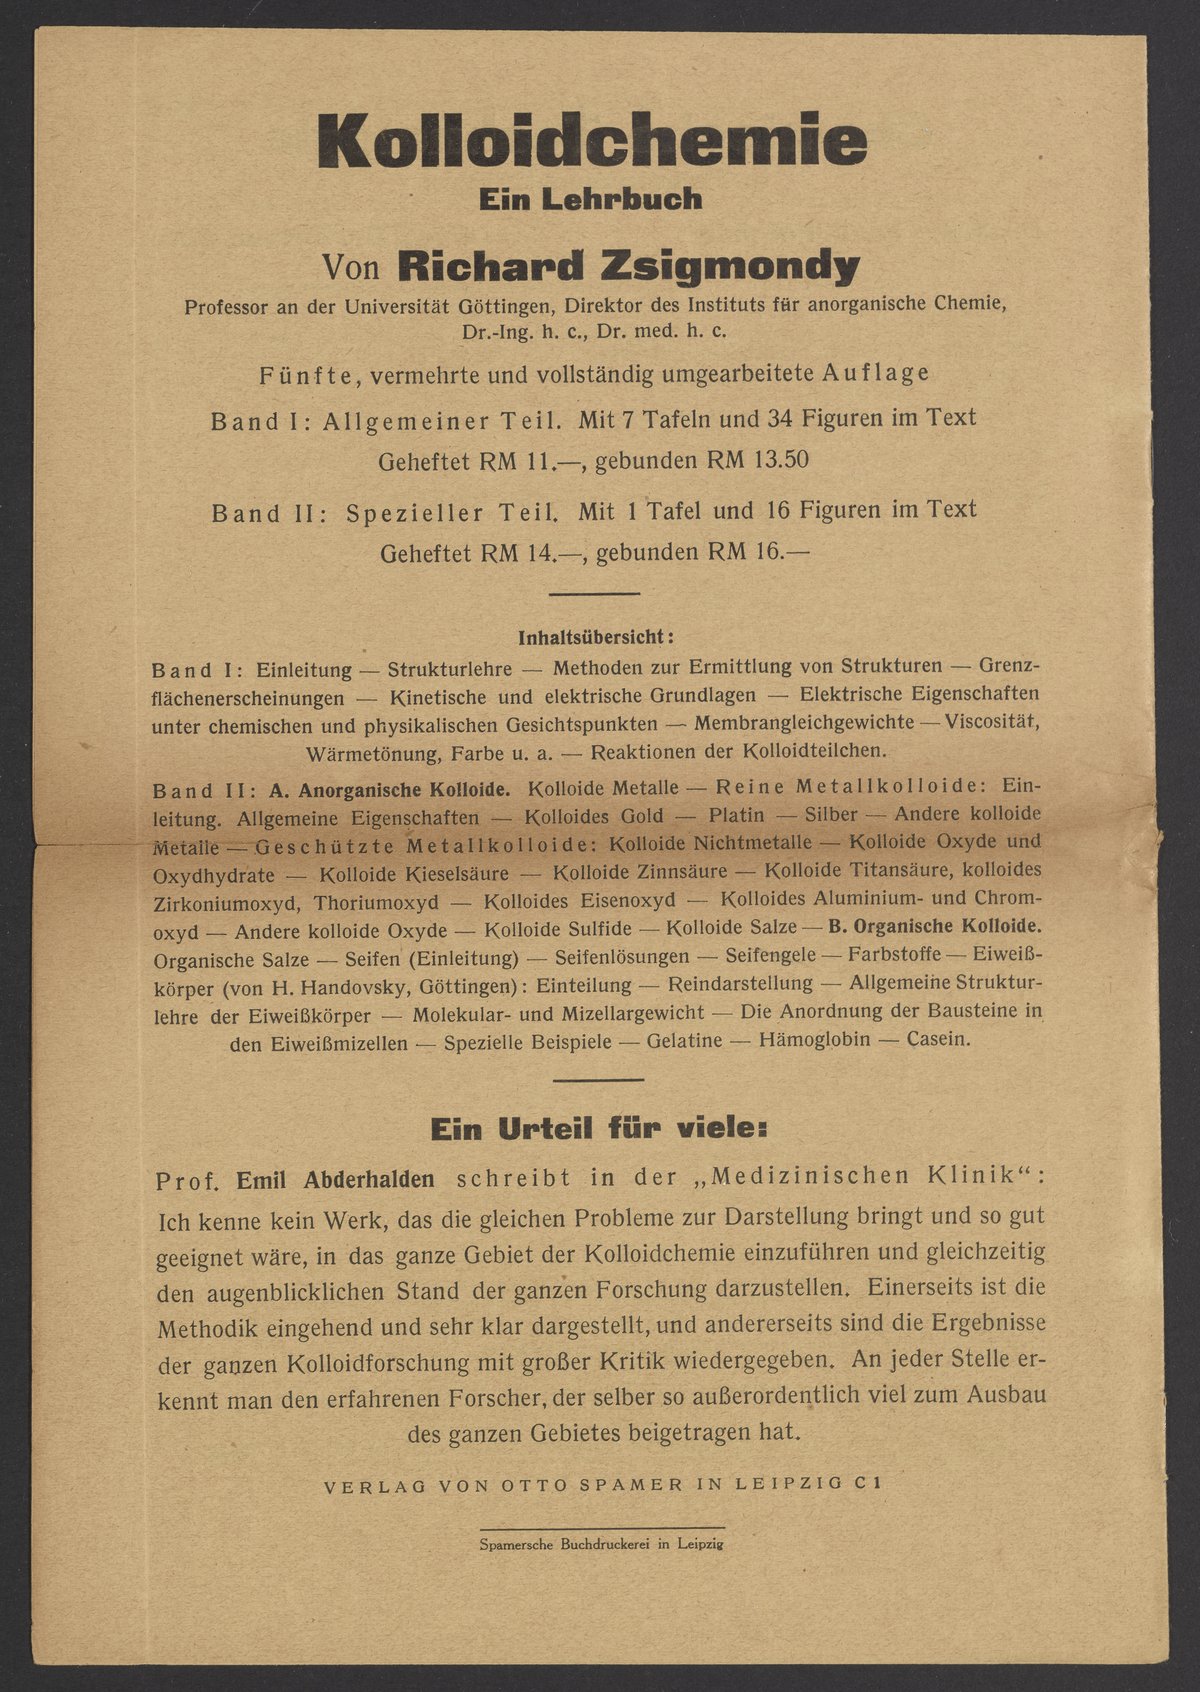 Kolloidchemie
Ein Lehrbuch
Von Richard Zsigmondy
Professor an der Universität Göttingen, Direktor des Instituts für anorganische Chemie,
Dr.-Ing. h. c., Dr. med. h. c.
Fünfte, vermehrte und vollständig umgearbeitete Auflage
Band I: Allgemeiner Teil. Mit 7 Tafeln und 34 Figuren im Text
Geheftet RM 11.—, gebunden RM 13.50
Band II: Spezieller Teil. Mit 1 Tafel und 16 Figuren im Text
Geheftet RM 14.—, gebunden RM 16.—
Inhaltsübersicht:
Band I: Einleitung — Strukturlehre — Methoden zur Ermittlung von Strukturen — Grenz-
flächenerscheinungen — Kinetische und elektrische Grundlagen — Elektrische Eigenschaften
unter chemischen und physikalischen Gesichtspunkten — Membrangleichgewichte — Viscosität,
Wärmetönung, Farbe u. a. — Reaktionen der Kolloidteilchen.
Band II: A. Anorganische Kolloide. Kolloide Metalle — Reine Metallkolloide: Ein-
leitung. Allgemeine Eigenschaften — Kolloides Gold — Platin — Silber — Andere kolloide
Metalle — Geschützte Metallkolloide: Kolloide Nichtmetalle — Kolloide Oxyde und
Oxydhydrate — Kolloide Kieselsäure — Kolloide Zinnsäure — Kolloide Titansäure, kolloides
Zirkoniumoxyd, Thoriumoxyd — Kolloides Eisenoxyd — Kolloides Aluminium- und Chrom-
oxyd — Andere kolloide Oxyde — Kolloide Sulfide — Kolloide Salze — B. Organische Kolloide.
Organische Salze — Seifen (Einleitung) — Seifenlösungen — Seifengele — Farbstoffe — Eiweiß-
körper (von H. Handovsky, Göttingen): Einteilung — Reindarstellung — Allgemeine Struktur-
lehre der Eiweißkörper — Molekular- und Mizellargewicht — Die Anordnung der Bausteine in
den Eiweißmizellen — Spezielle Beispiele — Gelatine — Hämoglobin — Casein.
Ein Urteil für viele:
Prof. Emil Abderhalden schreibt in der „Medizinischen Klinik“:
Ich kenne kein Werk, das die gleichen Probleme zur Darstellung bringt und so gut
geeignet wäre, in das ganze Gebiet der Kolloidchemie einzuführen und gleichzeitig
den augenblicklichen Stand der ganzen Forschung darzustellen. Einerseits ist die
Methodik eingehend und sehr klar dargestellt, und andererseits sind die Ergebnisse
der ganzen Kolloidforschung mit großer Kritik wiedergegeben. An jeder Stelle er-
kennt man den erfahrenen Forscher, der selber so außerordentlich viel zum Ausbau
des ganzen Gebietes beigetragen hat.
VERLAG VON OTTO SPAMER IN LEIPZIG C 1
Spamersche Buchdruckerei in Leipzig